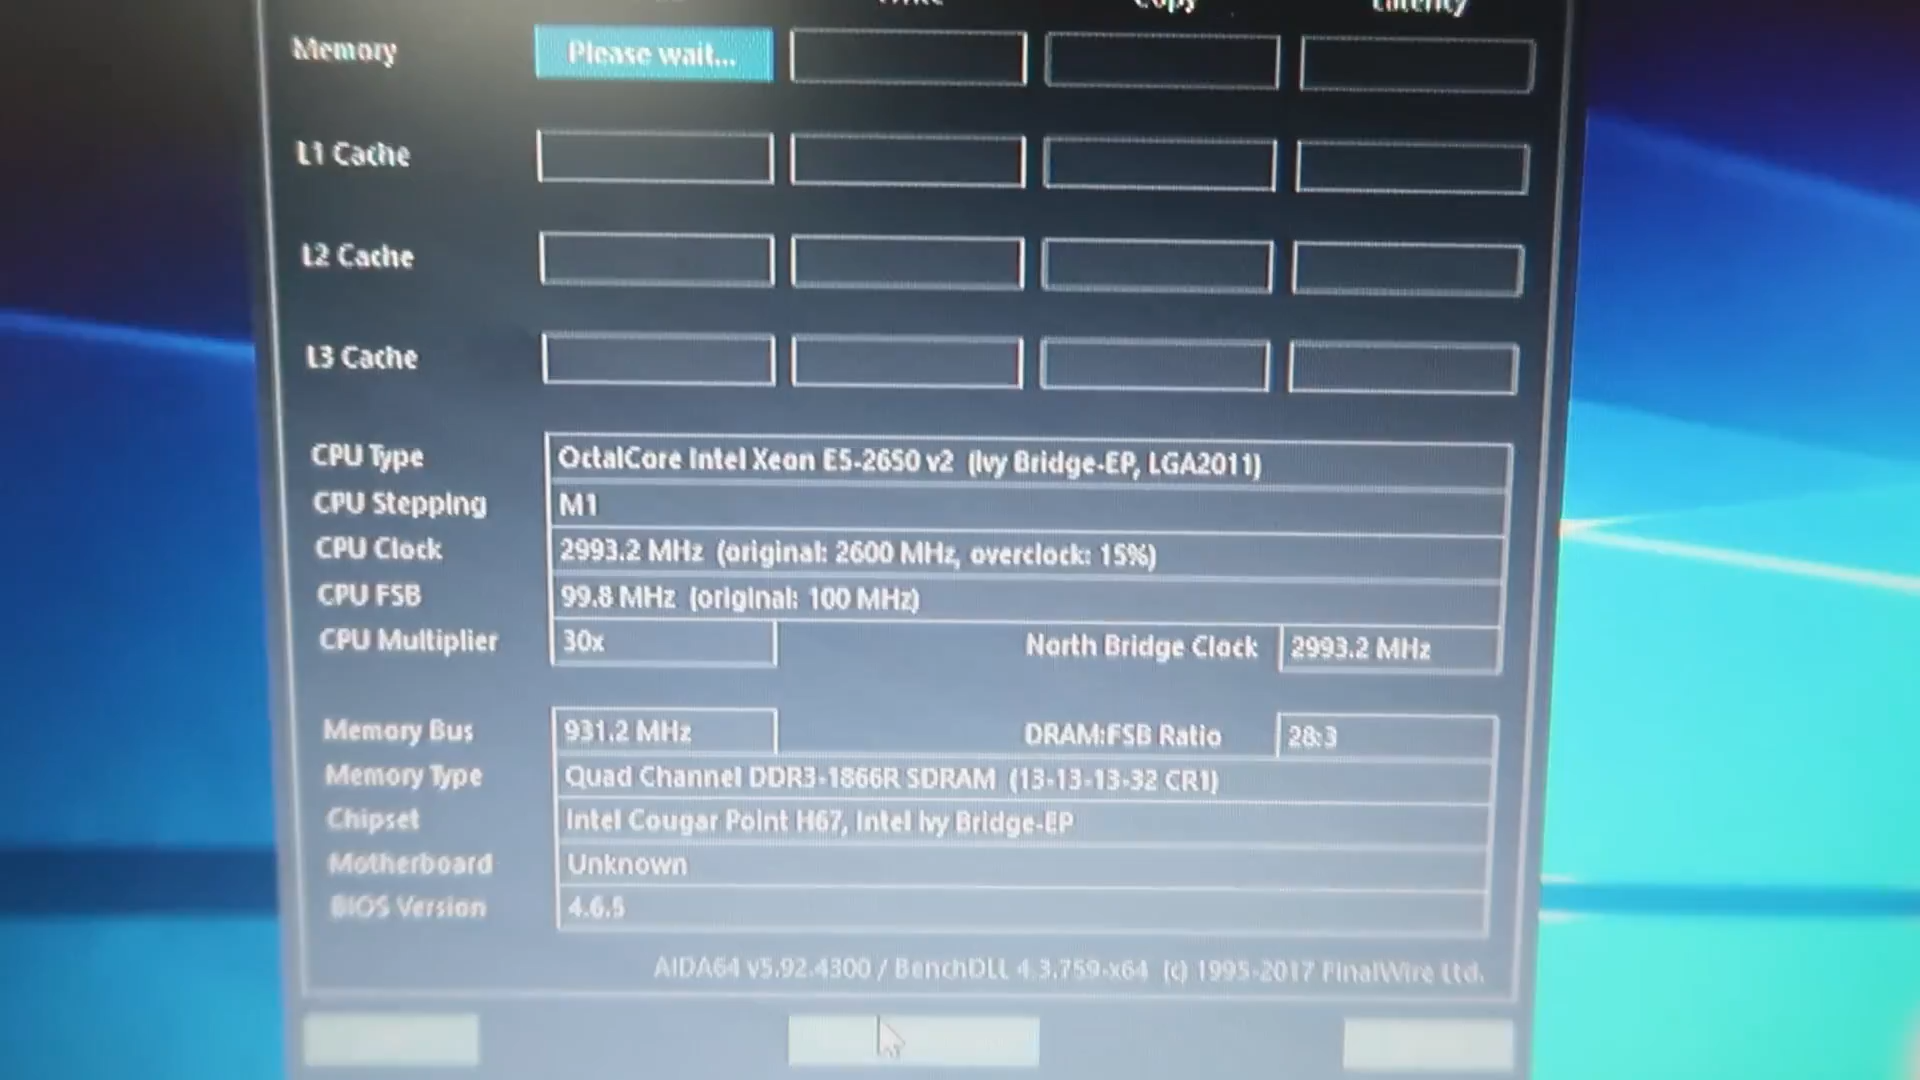 Copy Latency
Memory Please wait...
L1 Cache
L2 Cache
L3 Cache
CPU Type OctalCore Intel Xeon E5-2650 v2 (Ivy Bridge-EP, LGA2011)
CPU Stepping M1
CPU Clock 2993.2 MHz (original: 2600 MHz, overclock: 15%)
CPU FSB 99.8 MHz (original: 100 MHz)
CPU Multiplier 30x North Bridge Clock 2993.2 MHz
Memory Bus 931.2 MHz DRAM:FSB Ratio 28:3
Memory Type Quad Channel DDR3-1866R SDRAM (13-13-13-32 CR1)
Chipset Intel Cougar Point H67, Intel Ivy Bridge-EP
Motherboard Unknown
BIOS Version 4.6.5
AIDA64 v5.92.4300 / BenchDLL 4.3.759-x64 (c) 1995-2017 FinalWire Ltd.